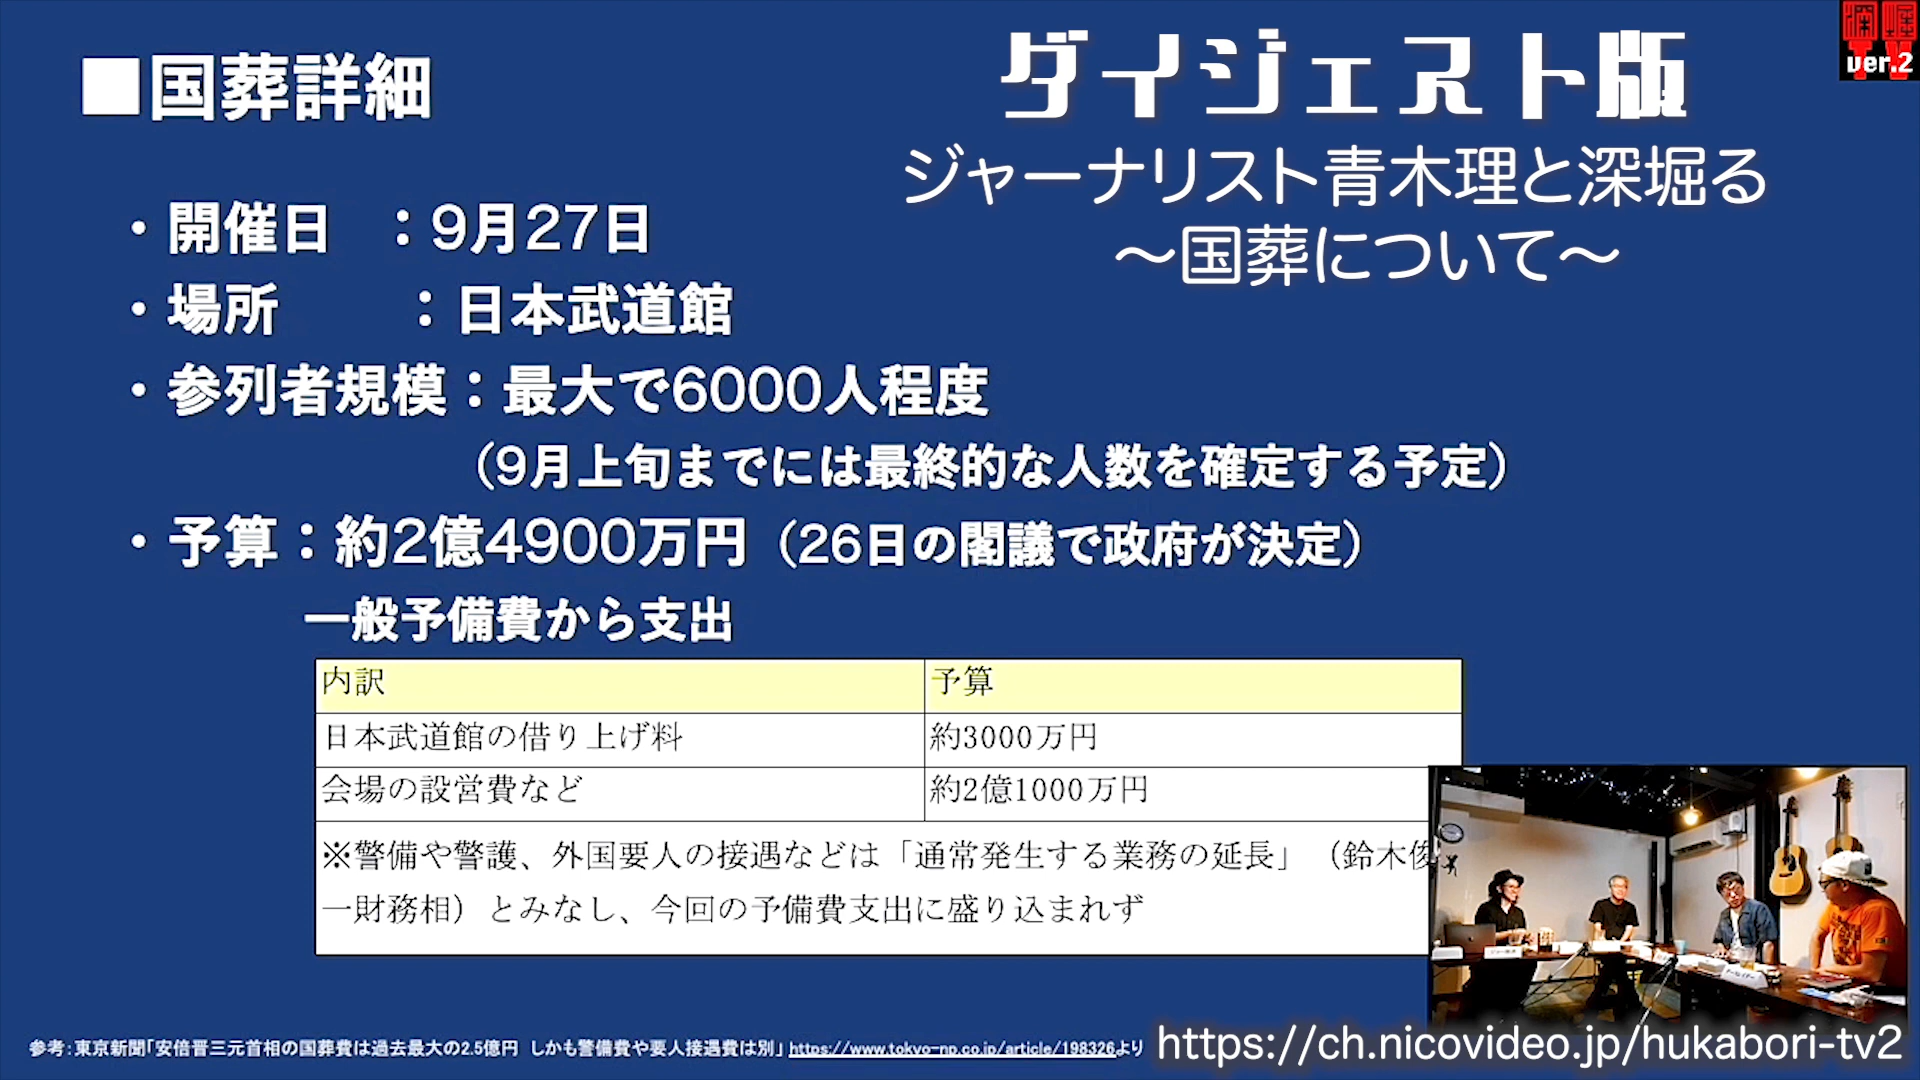 ■国葬詳細
ダイジェスト版
ジャーナリスト青木理と深堀る
～国葬について～
ver.2
・開催日　：9月27日
・場所　　：日本武道館
・参列者規模：最大で6000人程度
（9月上旬までには最終的な人数を確定する予定）
・予算：約2億4900万円（26日の閣議で政府が決定）
一般予備費から支出
内訳　予算
日本武道館の借り上げ料　約3000万円
会場の設営費など　約2億1000万円
※警備や警護、外国要人の接遇などは「通常発生する業務の延長」（鈴木俊
一財務相）とみなし、今回の予備費支出に盛り込まれず
参考：東京新聞「安倍晋三元首相の国葬費は過去最大の2.5億円　しかも警備費や要人接遇費は別」https://www.tokyo-np.co.jp/article/198326より
https://ch.nicovideo.jp/hukabori-tv2